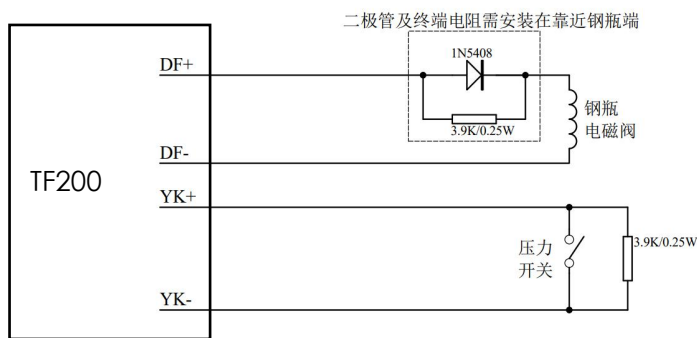 二极管及终端电阻需安装在靠近钢瓶端
1N5408
DF+
3.9K/0.25W
钢瓶
电磁阀
DF-
TF200
YK+
压力
开关
3.9K/0.25W
YK-